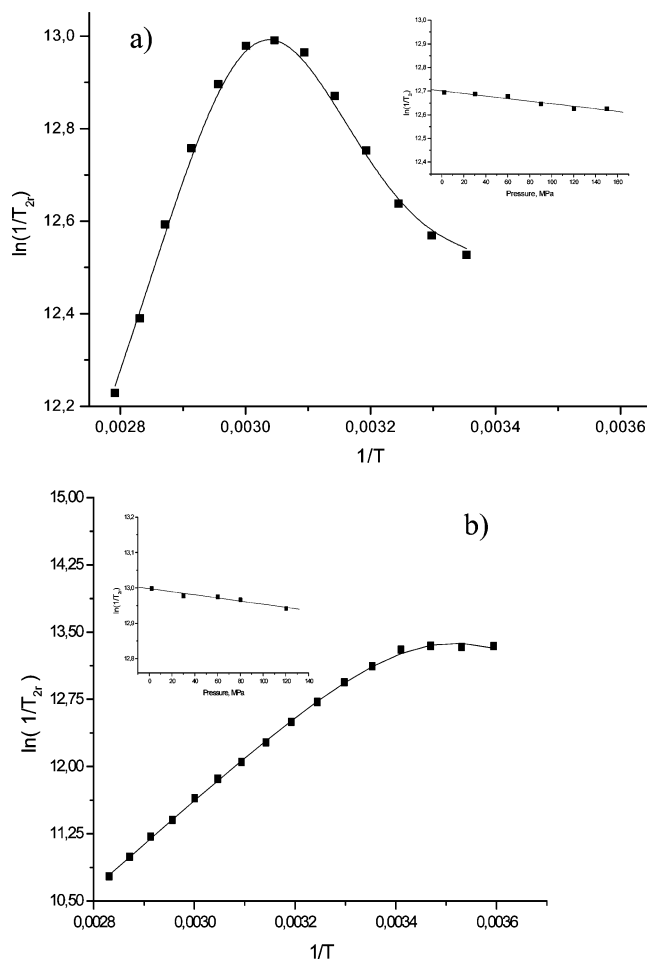 a)
13,0
12,8
12,6
12,4
12,2
ln(1/T2r)
0,0028 0,0030 0,0032 0,0034 0,0036
1/T
13,0
12,9
12,8
12,7
12,6
12,5
12,4
ln(1/T2r)
0 20 40 60 80 100 120 140 160
Pressure, MPa
b)
15,00
14,25
13,50
12,75
12,00
11,25
10,50
ln( 1/T2r )
0,0028 0,0030 0,0032 0,0034 0,0036
1/T
13,2
13,1
13,0
12,9
12,8
ln(1/T2r)
0 20 40 60 80 100 120 140
Pressure, MPa